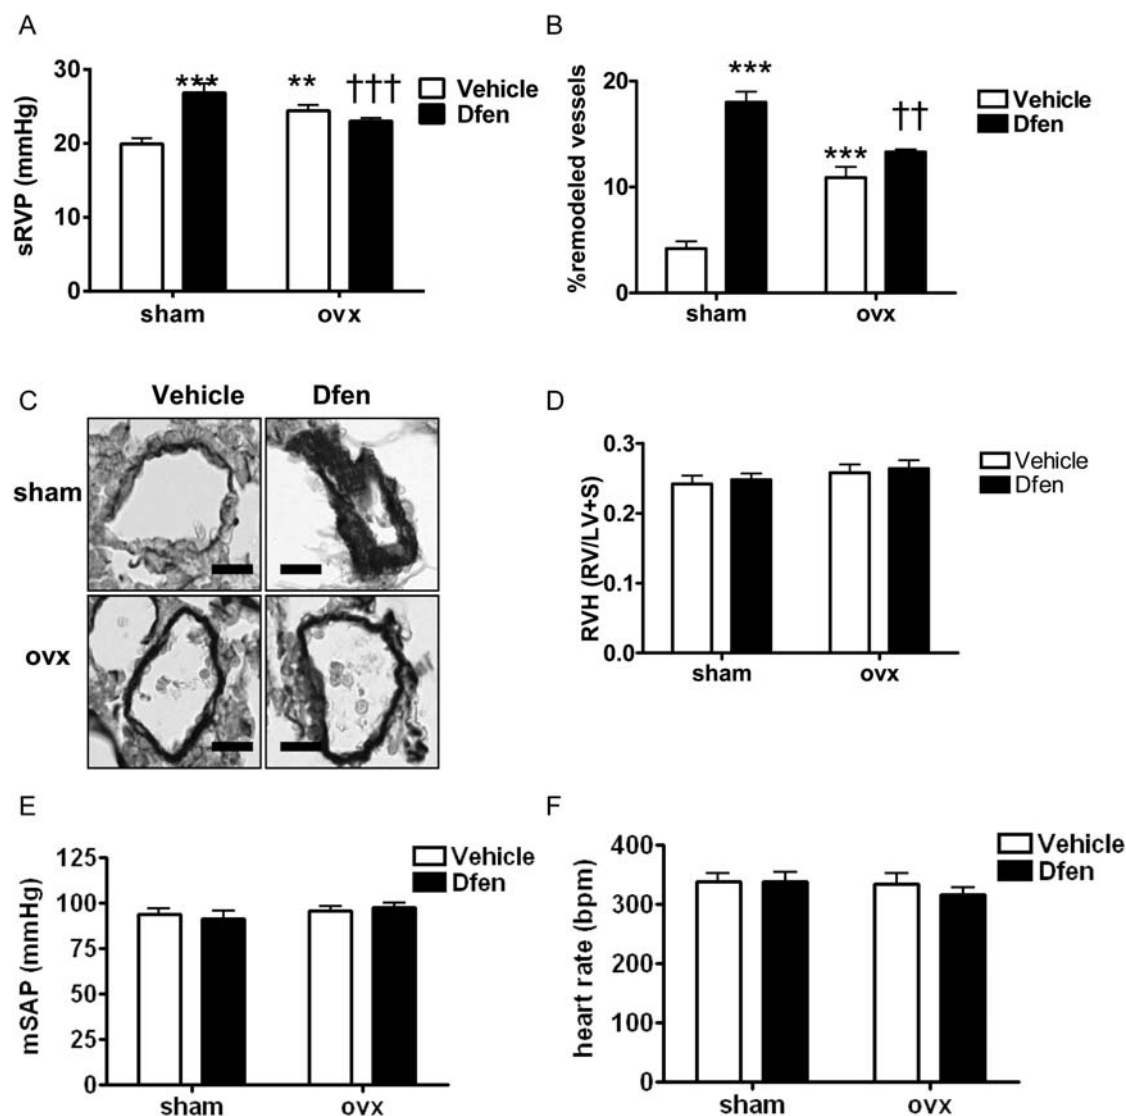 A
sRVP (mmHg)
30
20
10
0
***
**
†††
sham
ovx
Vehicle
Dfen
B
%remodeled vessels
20
10
0
***
***
††
sham
ovx
Vehicle
Dfen
C
Vehicle
Dfen
sham
ovx
D
RVH (RV/LV+S)
0.3
0.2
0.1
0.0
sham
ovx
Vehicle
Dfen
E
mSAP (mmHg)
125
100
75
50
25
0
sham
ovx
Vehicle
Dfen
F
heart rate (bpm)
400
300
200
100
0
sham
ovx
Vehicle
Dfen